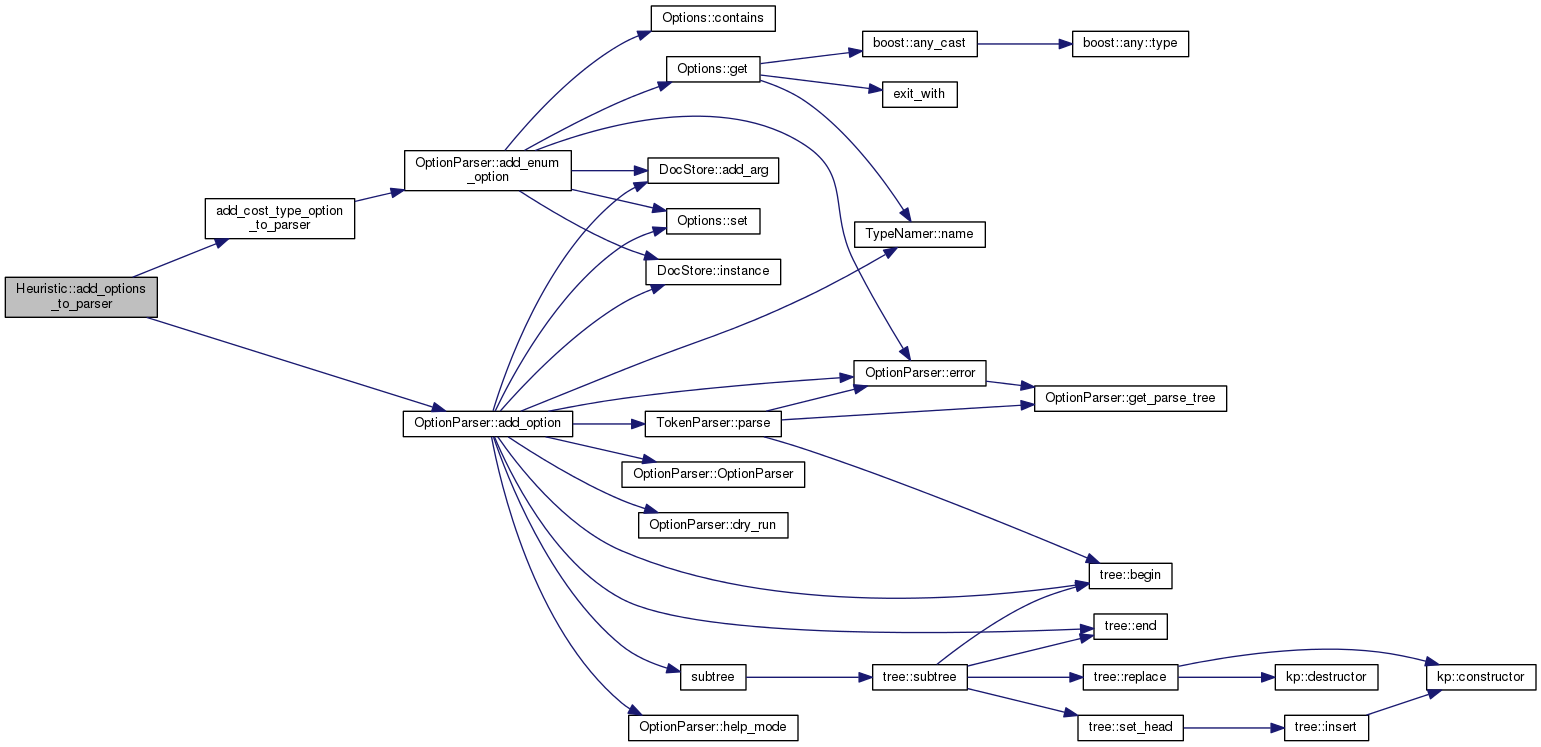 Options::contains
boost::any_cast
boost::any::type
Options::get
exit_with
OptionParser::add_enum
_option
DocStore::add_arg
add_cost_type_option
_to_parser
Options::set
TypeNamer::name
DocStore::instance
Heuristic::add_options
_to_parser
OptionParser::error
OptionParser::get_parse_tree
OptionParser::add_option
TokenParser::parse
OptionParser::OptionParser
OptionParser::dry_run
tree::begin
tree::end
subtree
tree::subtree
tree::replace
kp::destructor
kp::constructor
OptionParser::help_mode
tree::set_head
tree::insert